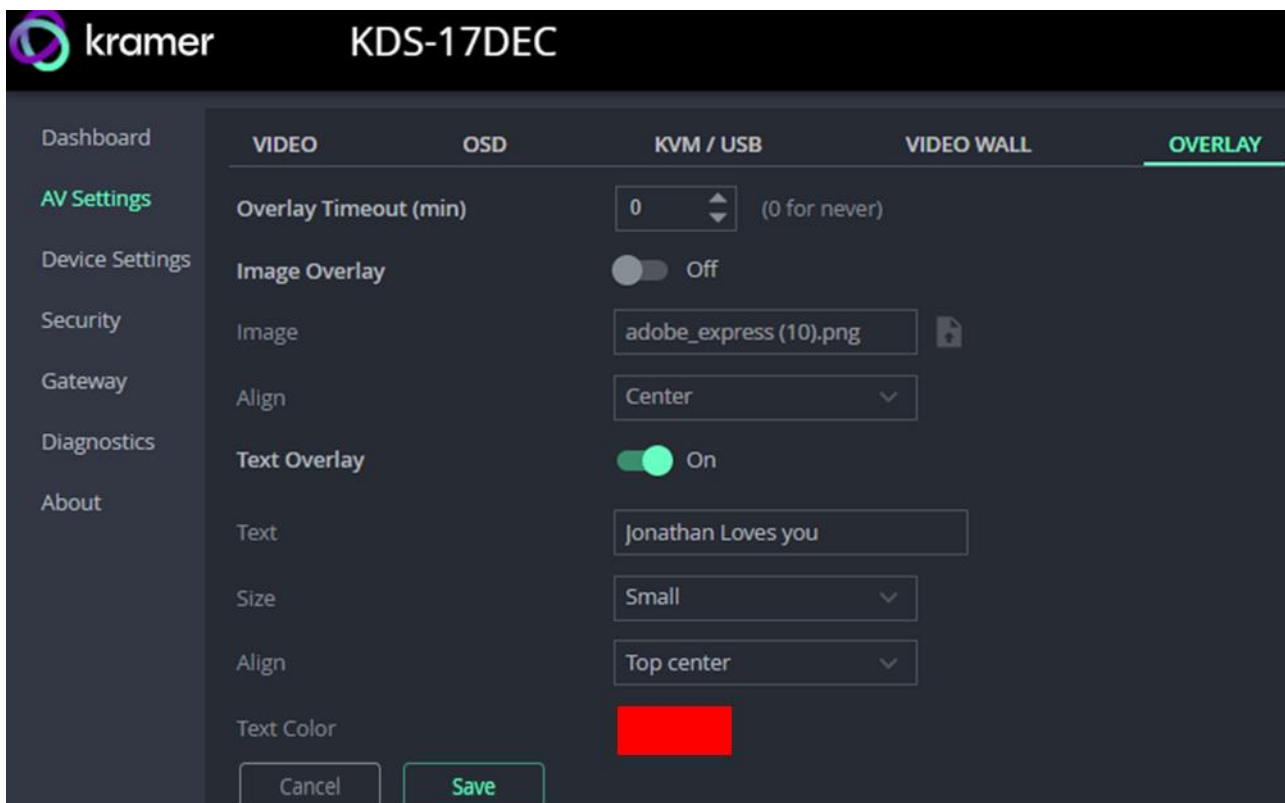 kramer KDS-17DEC
Dashboard
AV Settings
Device Settings
Security
Gateway
Diagnostics
About
VIDEO OSD KVM / USB VIDEO WALL OVERLAY
Overlay Timeout (min) 0 (0 for never)
Image Overlay Off
Image adobe_express (10).png
Align Center
Text Overlay On
Text Jonathan Loves you
Size Small
Align Top center
Text Color
Cancel Save